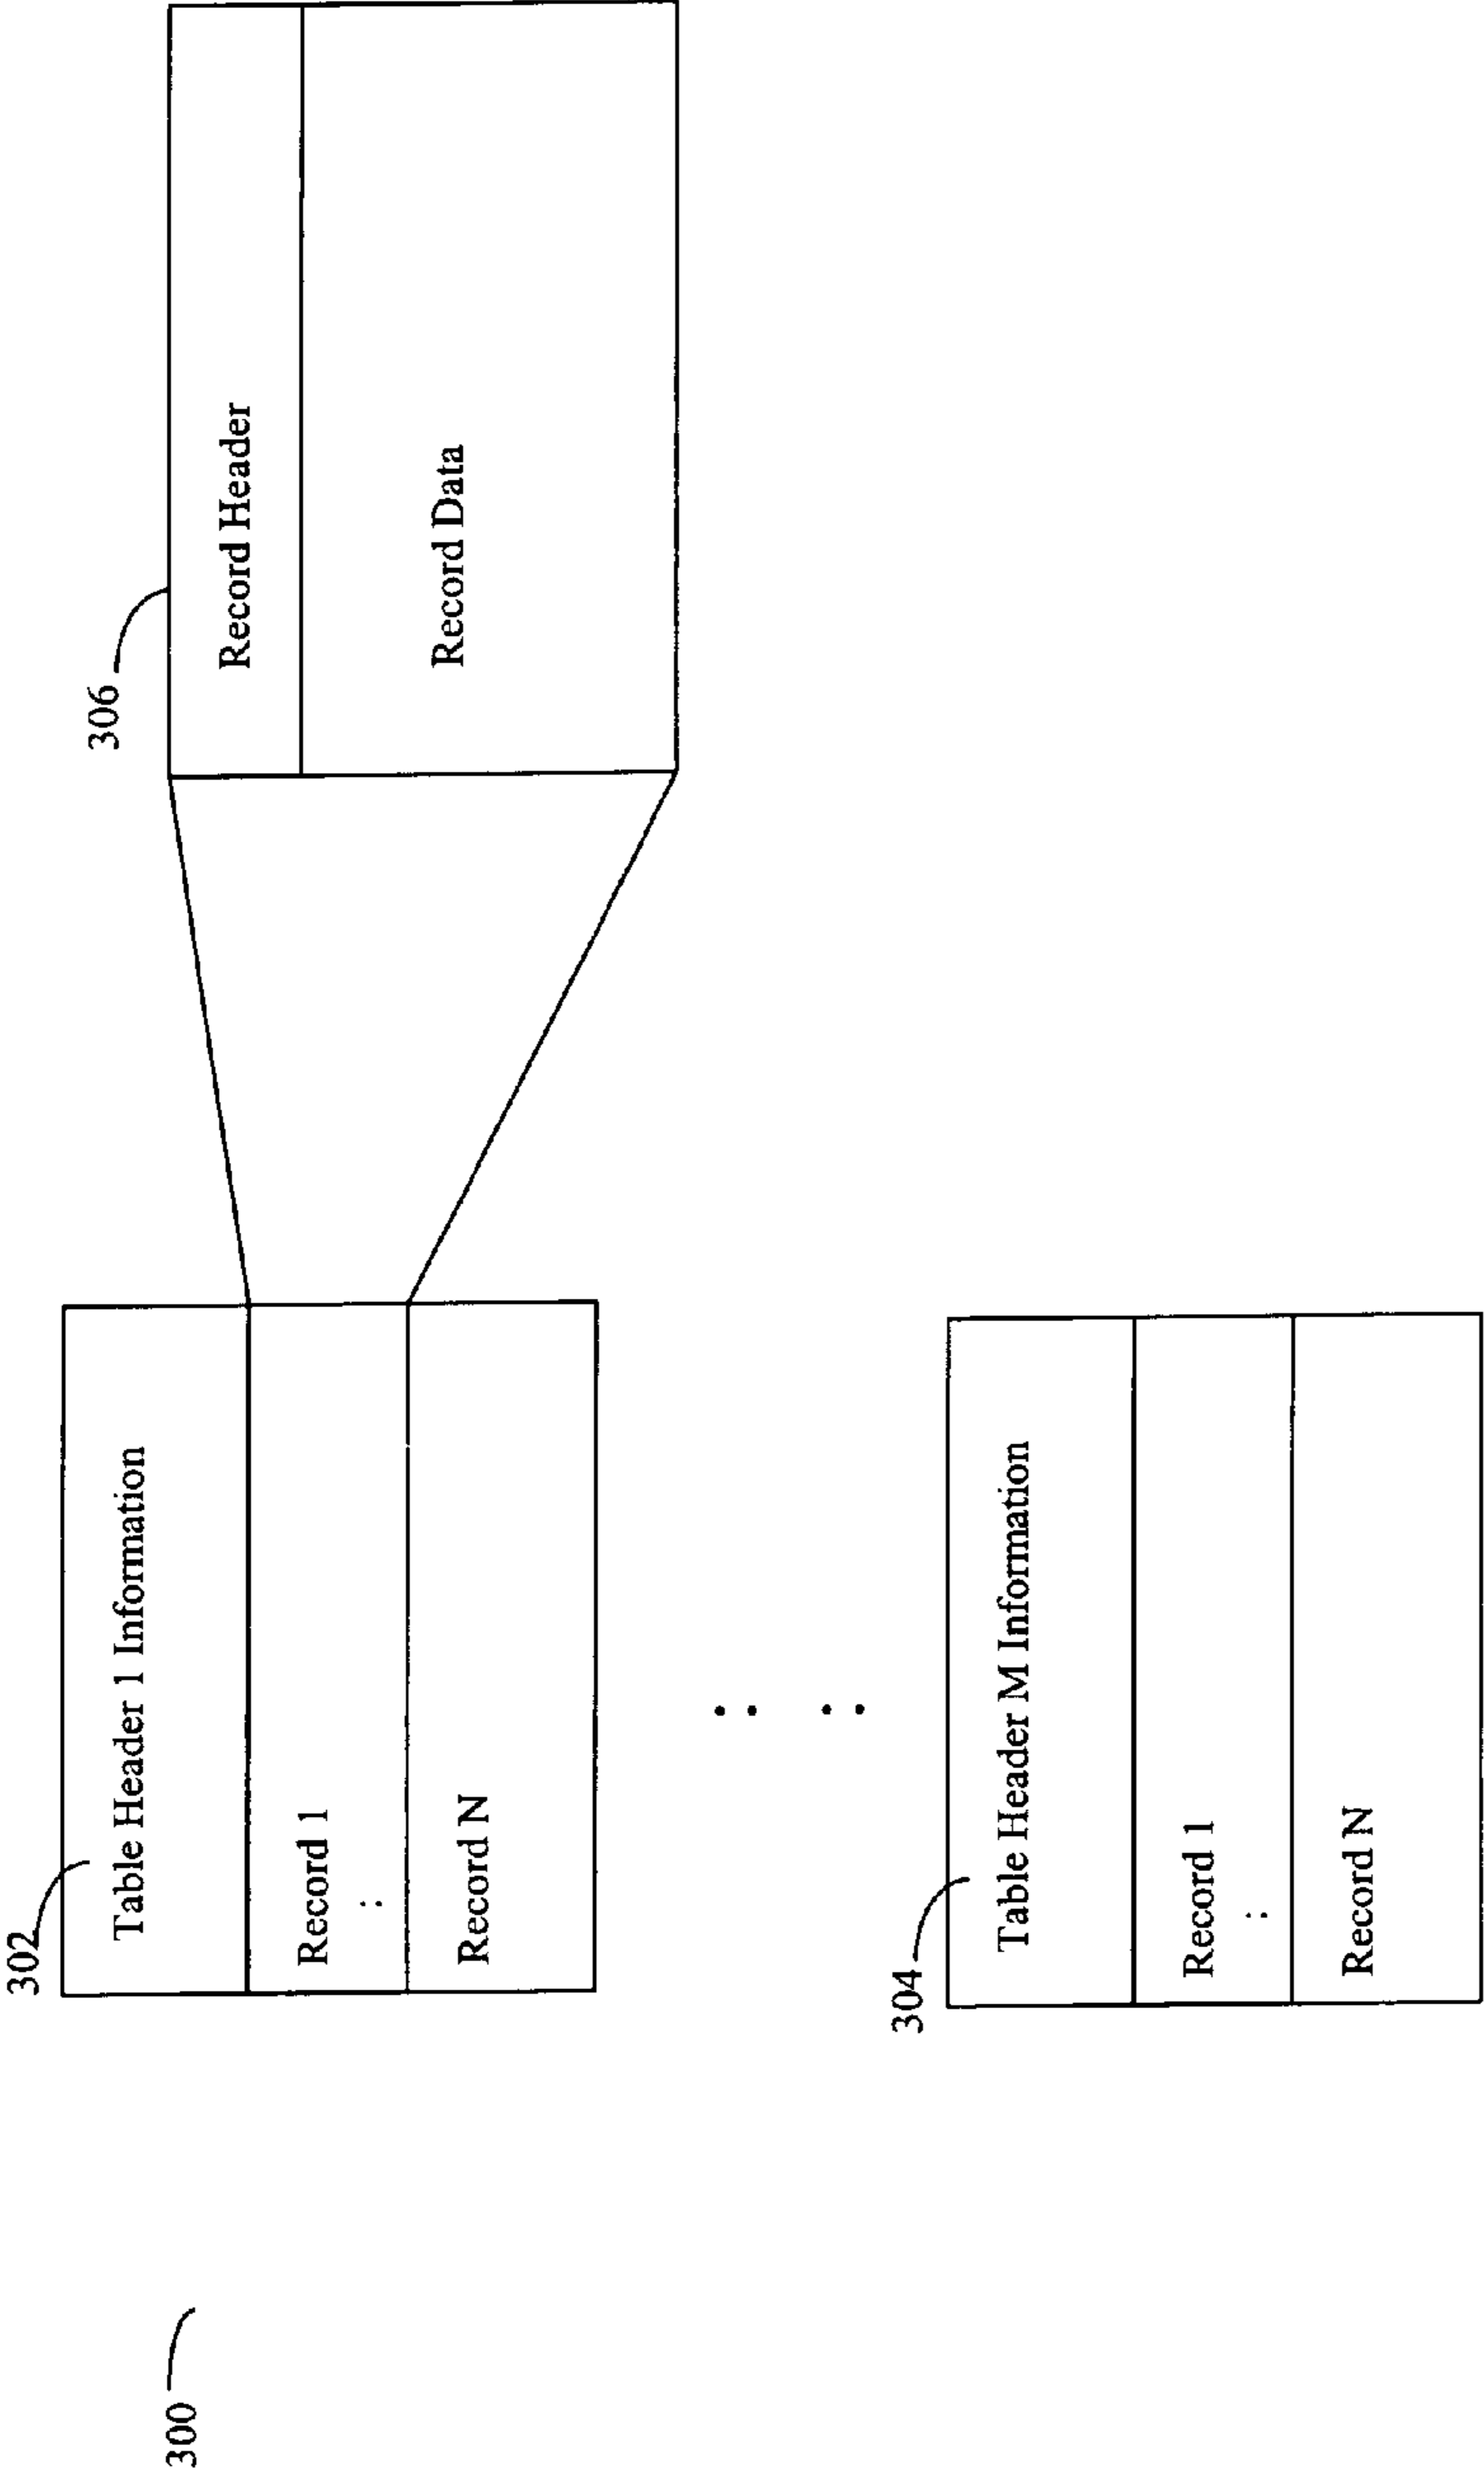 300
302
Table Header 1 Information
Record 1
:
Record N
306
Record Header
Record Data
: :
304
Table Header M Information
Record 1
:
Record N